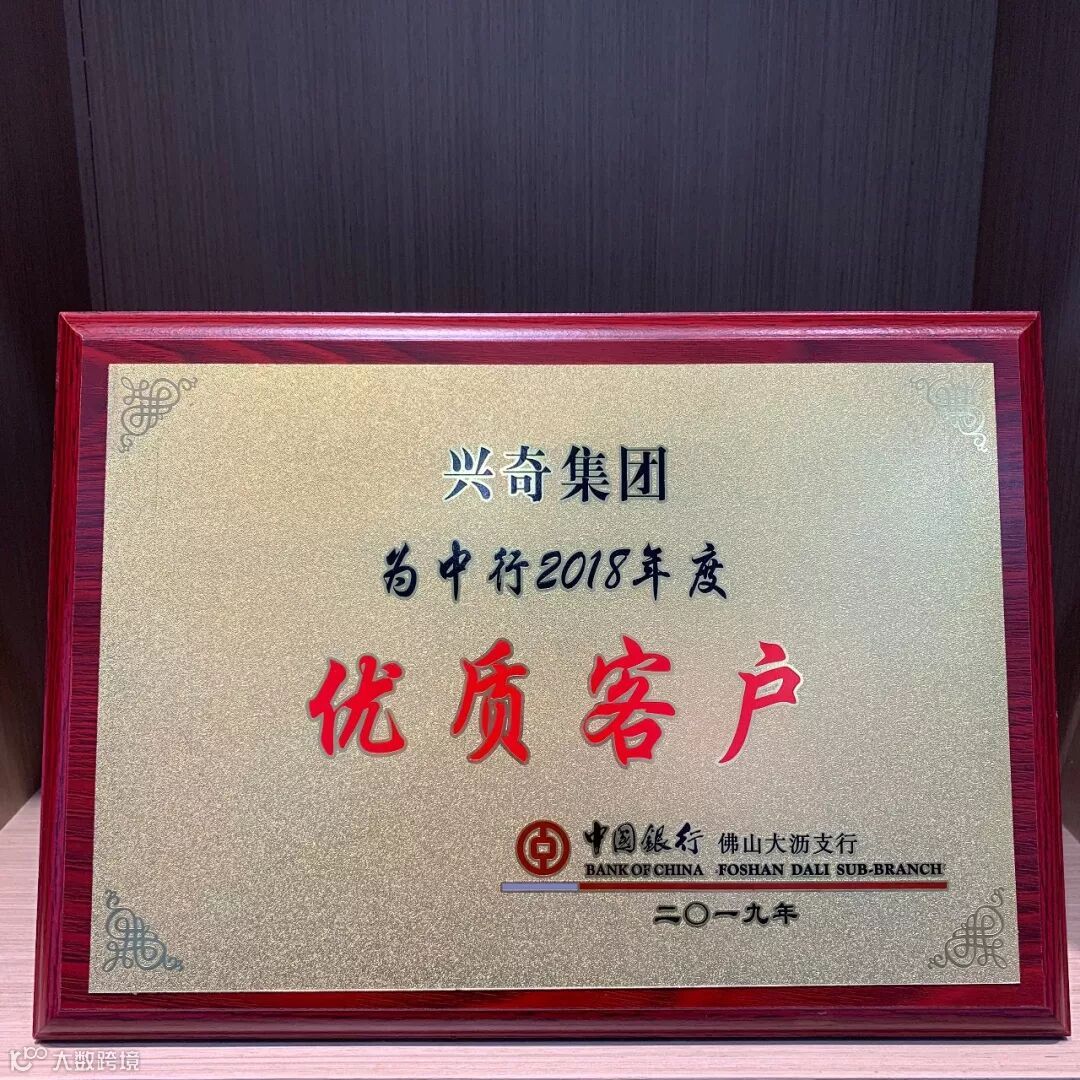 兴奇集团
为中行2018年度
优质客户
中国銀行 佛山大沥支行
BANK OF CHINA FOSHAN DALI SUB-BRANCH
二〇一九年
大数跨境